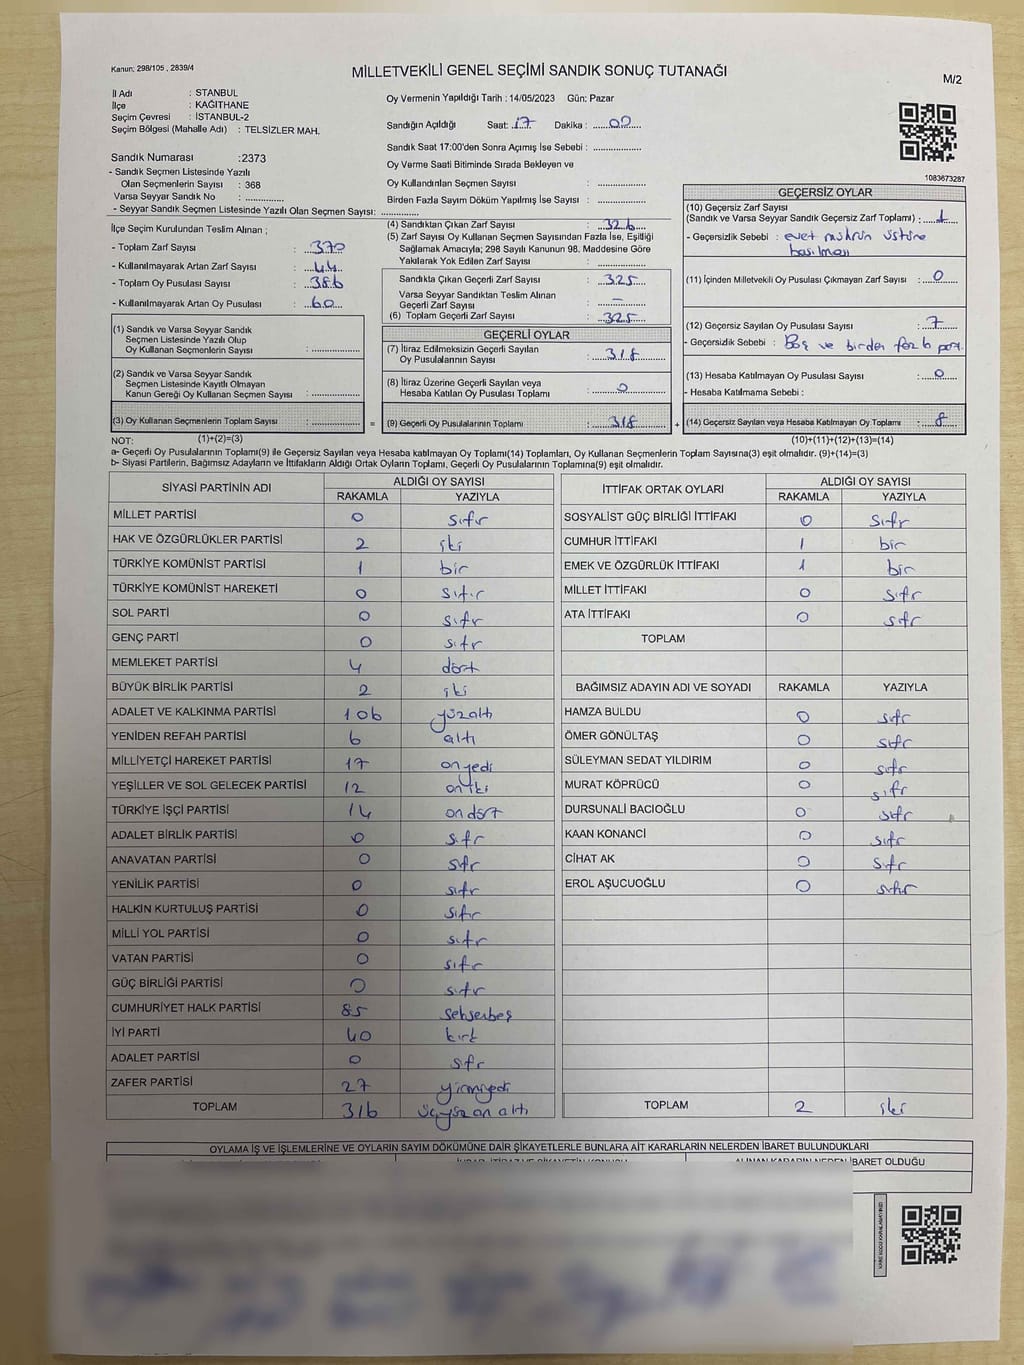 Kanun: 298/105 , 2839/4
MİLLETVEKİLİ GENEL SEÇİMİ SANDIK SONUÇ TUTANAĞI
M/2
İl Adı : STANBUL
İlçe : KAĞITHANE
Seçim Çevresi : İSTANBUL-2
Seçim Bölgesi (Mahalle Adı) : TELSİZLER MAH.
Sandık Numarası :2373
- Sandık Seçmen Listesinde Yazılı
Olan Seçmenlerin Sayısı : 368
Varsa Seyyar Sandık No :
- Seyyar Sandık Seçmen Listesinde Yazılı Olan Seçmen Sayısı:
İlçe Seçim Kurulundan Teslim Alınan ;
- Toplam Zarf Sayısı : 370
- Kullanılmayarak Artan Zarf Sayısı : 44
- Toplam Oy Pusulası Sayısı : 386
- Kullanılmayarak Artan Oy Pusulası : 60
(1) Sandık ve Varsa Seyyar Sandık
Seçmen Listesinde Yazılı Olup
Oy Kullanan Seçmenlerin Sayısı :
(2) Sandık ve Varsa Seyyar Sandık
Seçmen Listesinde Kayıtlı Olmayan
Kanun Gereği Oy Kullanan Seçmen Sayısı :
(3) Oy Kullanan Seçmenlerin Toplam Sayısı :
Oy Vermenin Yapıldığı Tarih : 14/05/2023 Gün: Pazar
Sandığın Açıldığı Saat: 17 Dakika : 00
Sandık Saat 17:00'den Sonra Açımış İse Sebebi :
Oy Verme Saati Bitiminde Sırada Bekleyen ve
Oy Kullandırılan Seçmen Sayısı :
Birden Fazla Sayım Döküm Yapılmış İse Sayısı :
(4) Sandıktan Çıkan Zarf Sayısı : 326
(5) Zarf Sayısı Oy Kullanan Seçmen Sayısından Fazla İse, Eşitliği
Sağlamak Amacıyla; 298 Sayılı Kanunun 98. Maddesine Göre
Yakılarak Yok Edilen Zarf Sayısı :
Sandıkta Çıkan Geçerli Zarf Sayısı : 325
Varsa Seyyar Sandıktan Teslim Alınan
Geçerli Zarf Sayısı : –
(6) Toplam Geçerli Zarf Sayısı : 325
GEÇERLİ OYLAR
(7) İtiraz Edilmeksizin Geçerli Sayılan
Oy Pusulalarının Sayısı : 318
(8) İtiraz Üzerine Geçerli Sayılan veya
Hesaba Katılan Oy Pusulası Toplamı : 0
= (9) Geçerli Oy Pusulalarının Toplamı : 318 +
1083673287
GEÇERSİZ OYLAR
(10) Geçersiz Zarf Sayısı
(Sandık ve Varsa Seyyar Sandık Geçersiz Zarf Toplamı) : 1
- Geçersizlik Sebebi : evet mührün üstüne
basılması
(11) İçinden Milletvekili Oy Pusulası Çıkmayan Zarf Sayısı : 0
(12) Geçersiz Sayılan Oy Pusulası Sayısı : 7
- Geçersizlik Sebebi : Boş ve birden fazla
(13) Hesaba Katılmayan Oy Pusulası Sayısı : 0
- Hesaba Katılmama Sebebi :
(14) Geçersiz Sayılan veya Hesaba Katılmayan Oy Toplamı : 8
NOT: (1)+(2)=(3) (10)+(11)+(12)+(13)=(14)
a- Geçerli Oy Pusulalarının Toplamı(9) ile Geçersiz Sayılan veya Hesaba katılmayan Oy Toplamı(14) Toplamları, Oy Kullanan Seçmenlerin Toplam Sayısına(3) eşit olmalıdır. (9)+(14)=(3)
b- Siyasi Partilerin, Bağımsız Adayların ve İttifakların Aldığı Ortak Oyların Toplamı, Geçerli Oy Pusulalarının Toplamına(9) eşit olmalıdır.
SİYASİ PARTİNİN ADI ALDIĞI OY SAYISI
RAKAMLA YAZIYLA
MİLLET PARTİSİ 0 sıfır
HAK VE ÖZGÜRLÜKLER PARTİSİ 2 iki
TÜRKİYE KOMÜNİST PARTİSİ 1 bir
TÜRKİYE KOMÜNİST HAREKETİ 0 sıfır
SOL PARTİ 0 sıfır
GENÇ PARTİ 0 sıfır
MEMLEKET PARTİSİ 4 dört
BÜYÜK BİRLİK PARTİSİ 2 iki
ADALET VE KALKINMA PARTİSİ 106 yüzaltı
YENİDEN REFAH PARTİSİ 6 altı
MİLLİYETÇİ HAREKET PARTİSİ 17 onyedi
YEŞİLLER VE SOL GELECEK PARTİSİ 12 oniki
TÜRKİYE İŞÇİ PARTİSİ 14 ondört
ADALET BİRLİK PARTİSİ 0 sıfır
ANAVATAN PARTİSİ 0 sıfır
YENİLİK PARTİSİ 0 sıfır
HALKIN KURTULUŞ PARTİSİ 0 sıfır
MİLLİ YOL PARTİSİ 0 sıfır
VATAN PARTİSİ 0 sıfır
GÜÇ BİRLİĞİ PARTİSİ 0 sıfır
CUMHURİYET HALK PARTİSİ 85 seksenbeş
İYİ PARTİ 40 kırk
ADALET PARTİSİ 0 sıfır
ZAFER PARTİSİ 27 yirmiyedi
TOPLAM 316 üçyüz on altı
İTTİFAK ORTAK OYLARI ALDIĞI OY SAYISI
RAKAMLA YAZIYLA
SOSYALİST GÜÇ BİRLİĞİ İTTİFAKI 0 sıfır
CUMHUR İTTİFAKI 1 bir
EMEK VE ÖZGÜRLÜK İTTİFAKI 1 bir
MİLLET İTTİFAKI 0 sıfır
ATA İTTİFAKI 0 sıfır
TOPLAM
BAĞIMSIZ ADAYIN ADI VE SOYADI RAKAMLA YAZIYLA
HAMZA BULDU 0 sıfır
ÖMER GÖNÜLTAŞ 0 sıfır
SÜLEYMAN SEDAT YILDIRIM 0 sıfır
MURAT KÖPRÜCÜ 0 sıfır
DURSUNALİ BACIOĞLU 0 sıfır
KAAN KONANCİ 0 sıfır
CİHAT AK 0 sıfır
EROL AŞUCUOĞLU 0 sıfır
TOPLAM 2 iki
OYLAMA İŞ VE İŞLEMLERİNE VE OYLARIN SAYIM DÖKÜMÜNE DAİR ŞİKAYETLERLE BUNLARA AİT KARARLARIN NELERDEN İBARET BULUNDUKLARI
ALINAN KARARIN NEDEN İBARET OLDUĞU